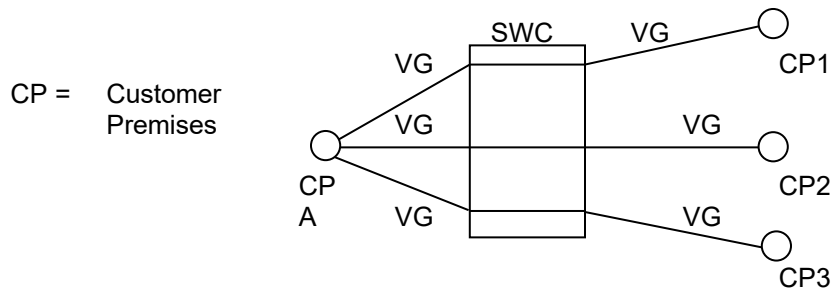 SWC
VG
VG
CP1
CP = Customer
Premises
VG
VG
CP
A
CP2
VG
VG
CP3